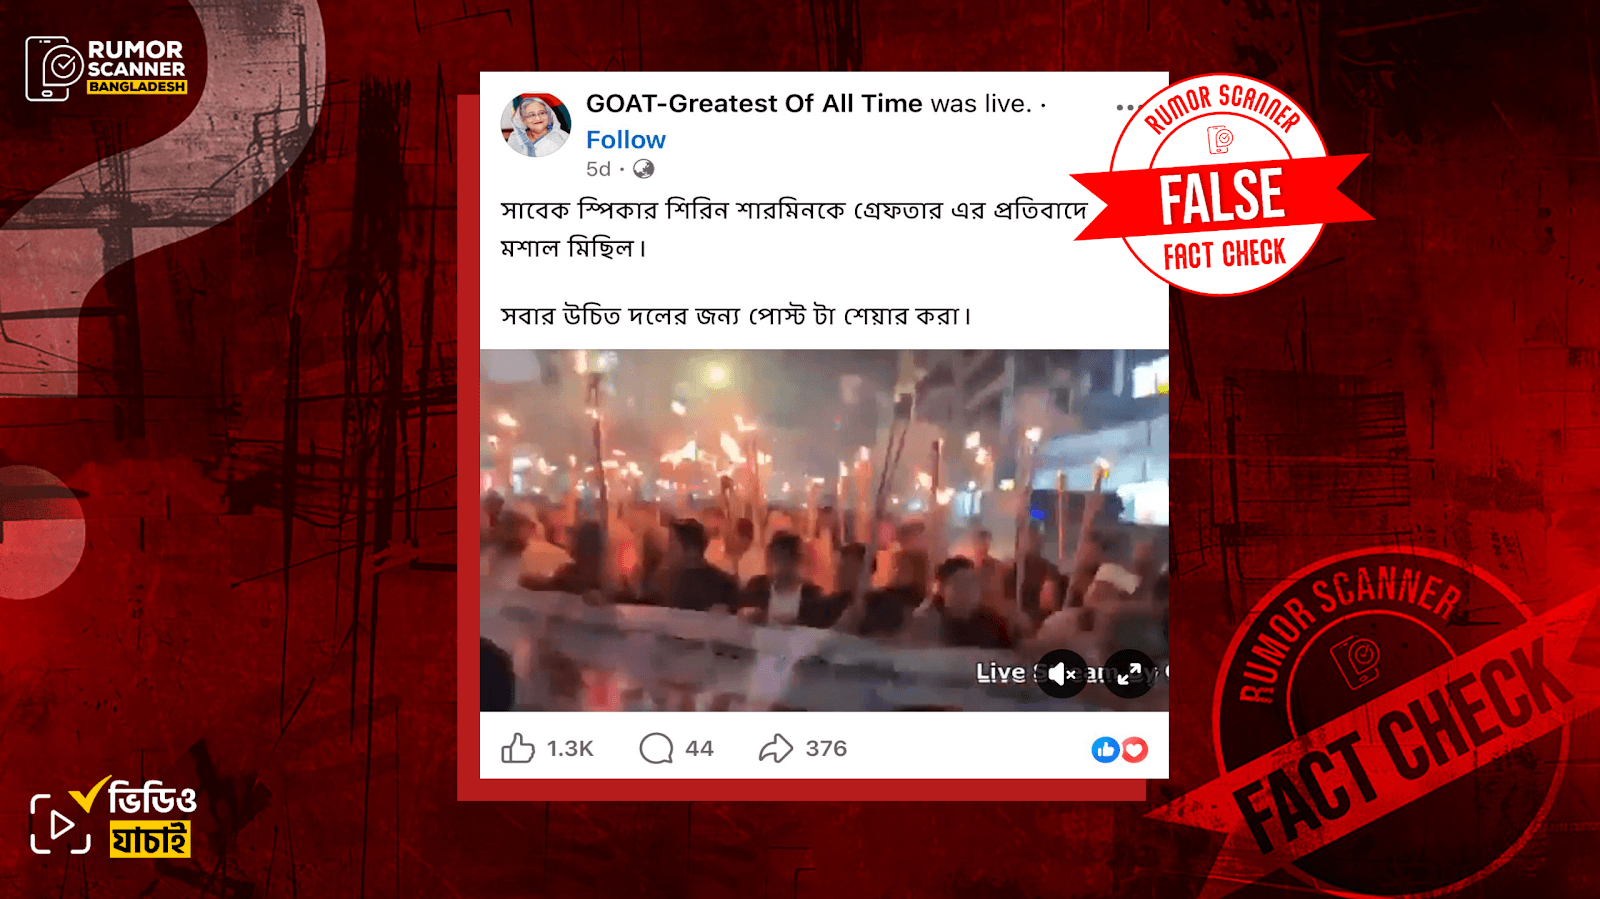 RUMOR
SCANNER
BANGLADESH
GOAT-Greatest Of All Time was live. ·
Follow
5d ·
সাবেক স্পিকার শিরিন শারমিনকে গ্রেফতার এর প্রতিবাদে
মশাল মিছিল।
সবার উচিত দলের জন্য পোস্ট টা শেয়ার করা।
RUMOR SCANNER
FALSE
FACT CHECK
Live
1.3K 44 376
RUMOR SCANNER
FACT CHECK
ভিডিও
যাচাই